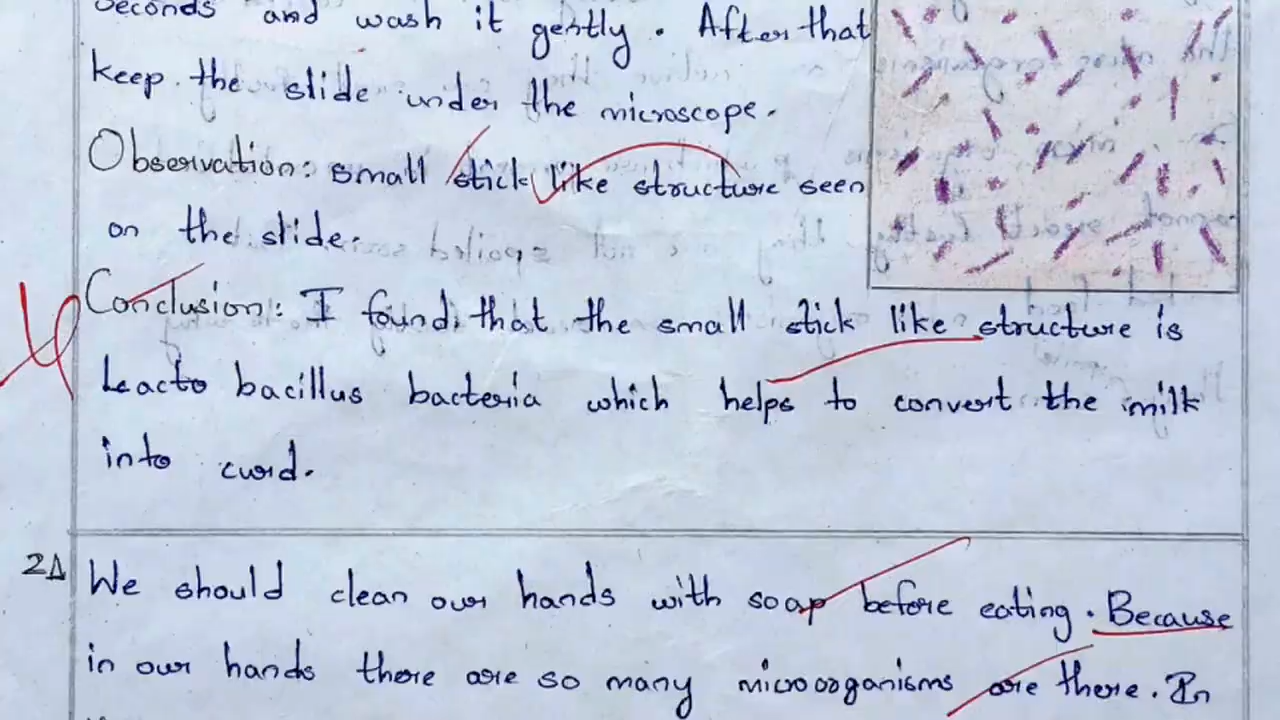 seconds and wash it gently. After that
keep the slide under the microscope.
Observation: small stick like structure seen
on the slide.
Conclusion: I found that the small stick like structure is
Lacto bacillus bacteria which helps to convert the milk
into curd.
2A
We should clean our hands with soap before eating. Because
in our hands there are so many microorganisms are there. In